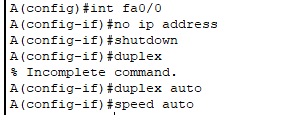 A(config)#int fa0/0
A(config-if)#no ip address
A(config-if)#shutdown
A(config-if)#duplex
% Incomplete command.
A(config-if)#duplex auto
A(config-if)#speed auto